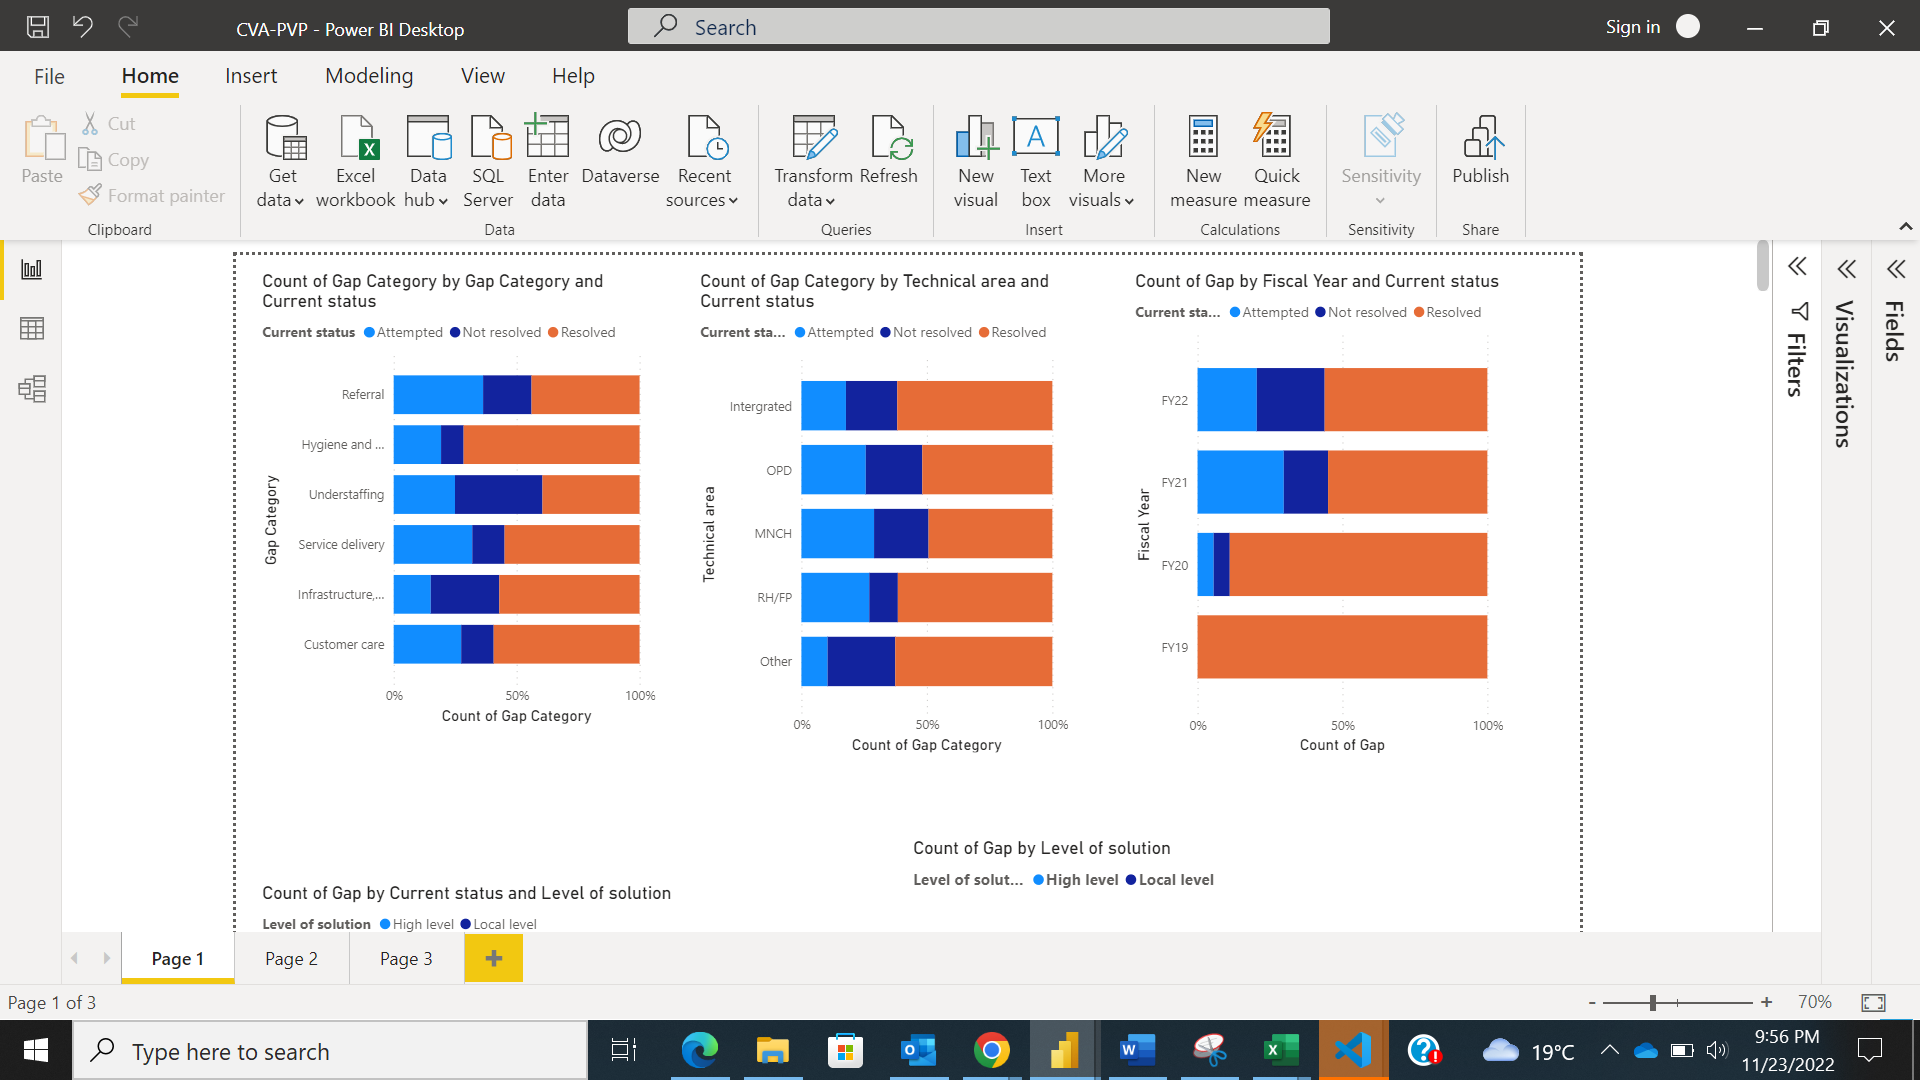 CVA-PVP - Power BI Desktop
Search
Sign in
File Home Insert Modeling View Help
Paste
Cut
Copy
Format painter
Clipboard
Get data
Excel workbook
Data hub
SQL Server
Enter data
Dataverse
Recent sources
Data
Transform data
Refresh
Queries
New visual
Text box
More visuals
Insert
New measure
Quick measure
Calculations
Sensitivity
Sensitivity
Publish
Share
Count of Gap Category by Gap Category and
Current status
Current status Attempted Not resolved Resolved
Gap Category
Referral
Hygiene and ...
Understaffing
Service delivery
Infrastructure,...
Customer care
0% 50% 100%
Count of Gap Category
Count of Gap Category by Technical area and
Current status
Current sta... Attempted Not resolved Resolved
Technical area
Intergrated
OPD
MNCH
RH/FP
Other
0% 50% 100%
Count of Gap Category
Count of Gap by Fiscal Year and Current status
Current sta... Attempted Not resolved Resolved
Fiscal Year
FY22
FY21
FY20
FY19
0% 50% 100%
Count of Gap
Filters
Visualizations
Fields
Count of Gap by Level of solution
Level of solut... High level Local level
Count of Gap by Current status and Level of solution
Level of solution High level Local level
Page 1 Page 2 Page 3
Page 1 of 3
- + 70%
Type here to search
19°C
9:56 PM
11/23/2022